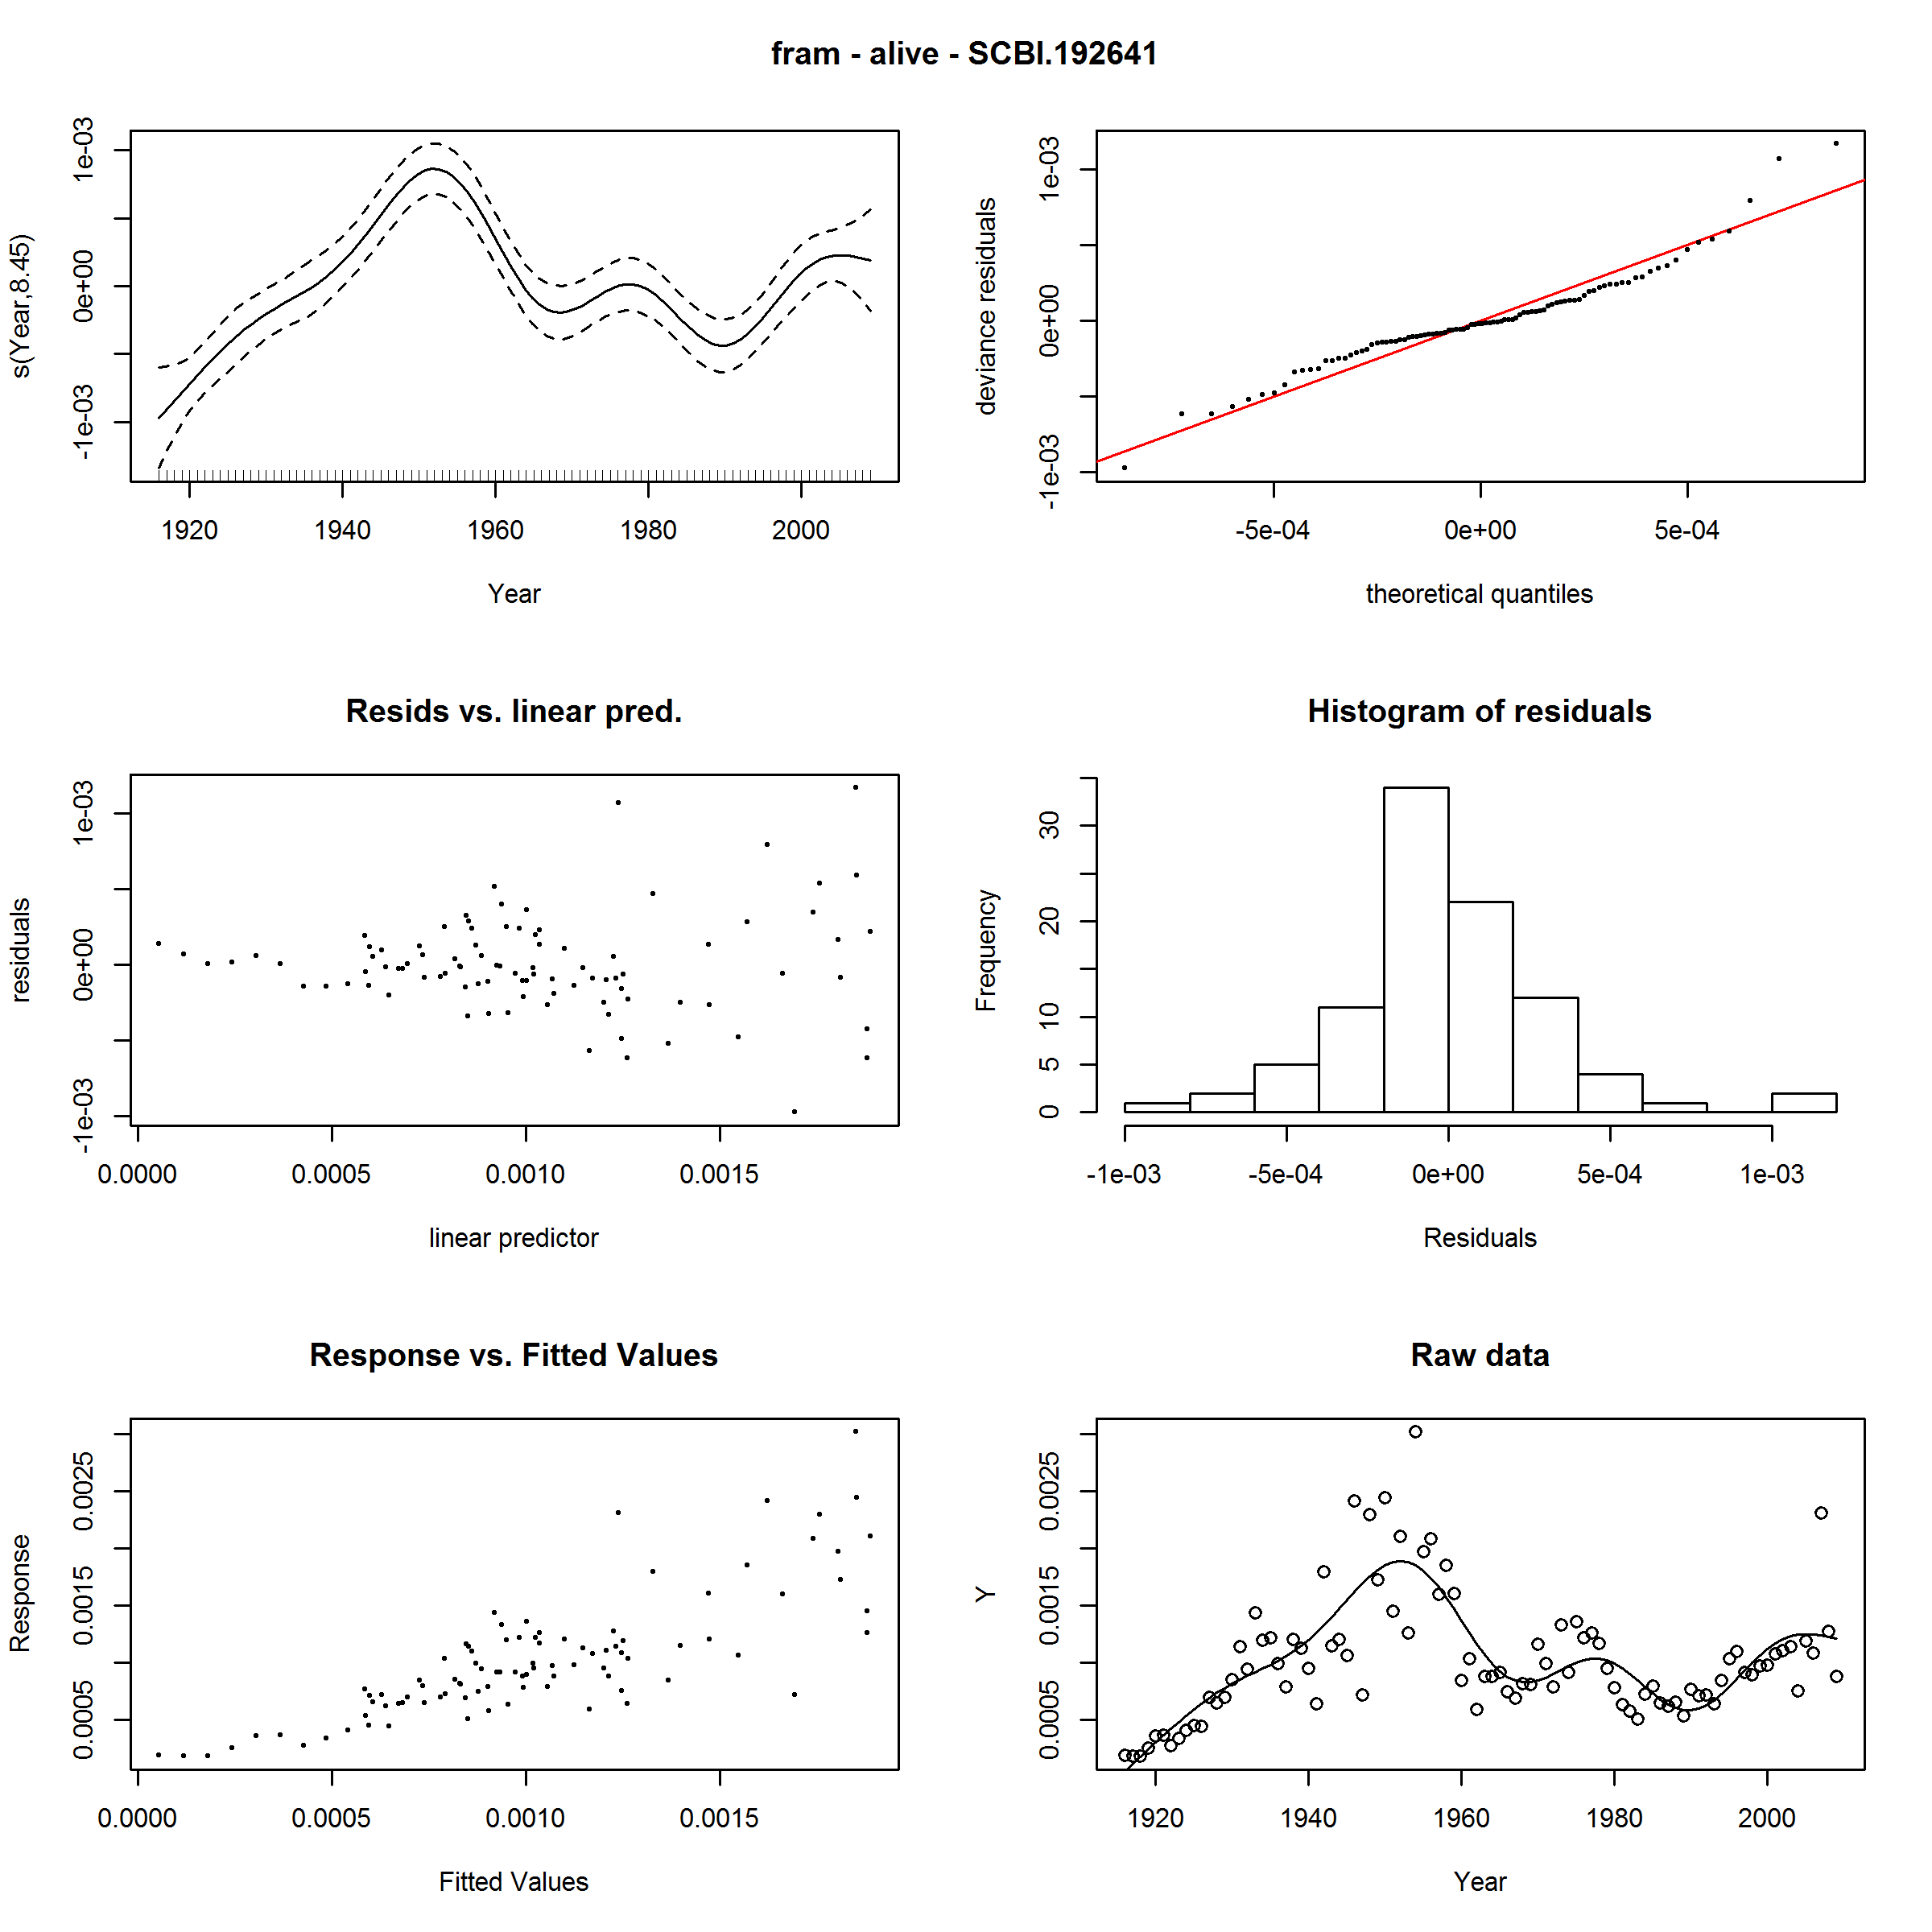 fram - alive - SCBI.192641
s(Year,8.45)
-1e-03 0e+00 1e-03
1920 1940 1960 1980 2000
Year
deviance residuals
-1e-03 0e+00 1e-03
-5e-04 0e+00 5e-04
theoretical quantiles
Resids vs. linear pred.
residuals
-1e-03 0e+00 1e-03
0.0000 0.0005 0.0010 0.0015
linear predictor
Histogram of residuals
Frequency
0 5 10 20 30
-1e-03 -5e-04 0e+00 5e-04 1e-03
Residuals
Response vs. Fitted Values
Response
0.0005 0.0015 0.0025
0.0000 0.0005 0.0010 0.0015
Fitted Values
Raw data
Y
0.0005 0.0015 0.0025
1920 1940 1960 1980 2000
Year